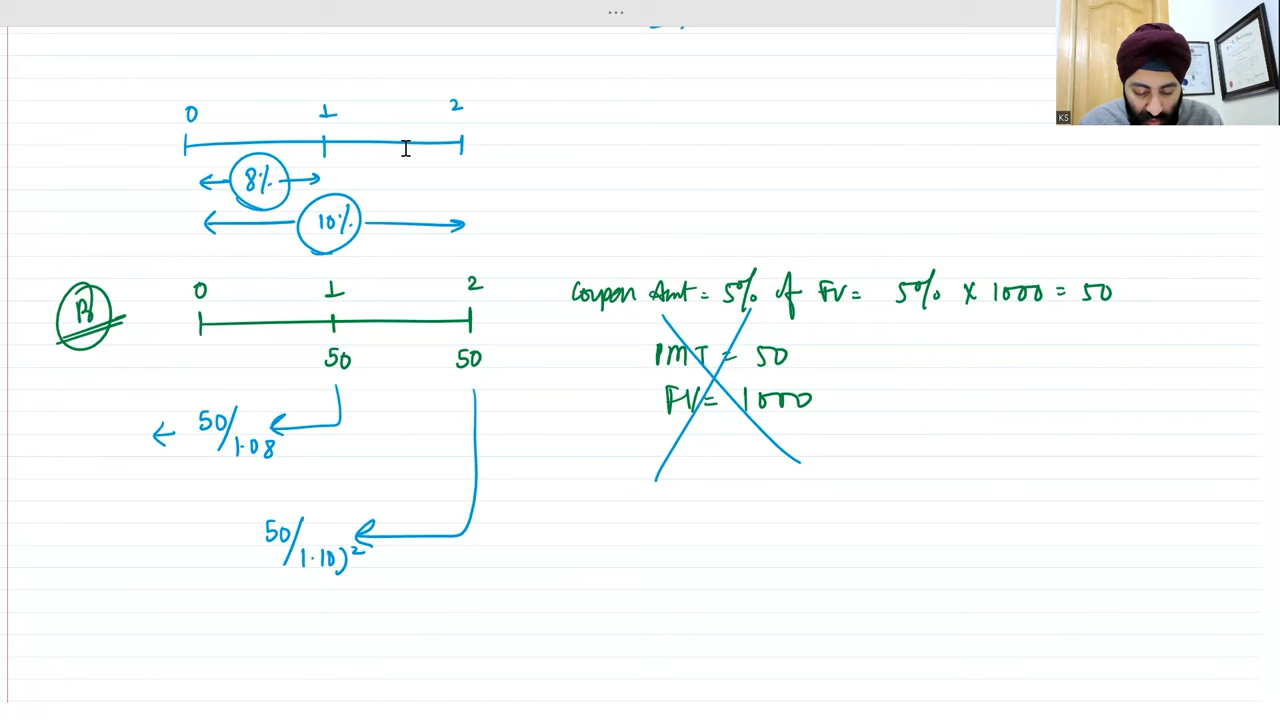 0 1 2
8%
10%
B
0 1 2
50 50
50/1.08
50/1.10)²
Coupon Amt = 5% of FV = 5% x 1000 = 50
PMT = 50
FV = 1000
KS